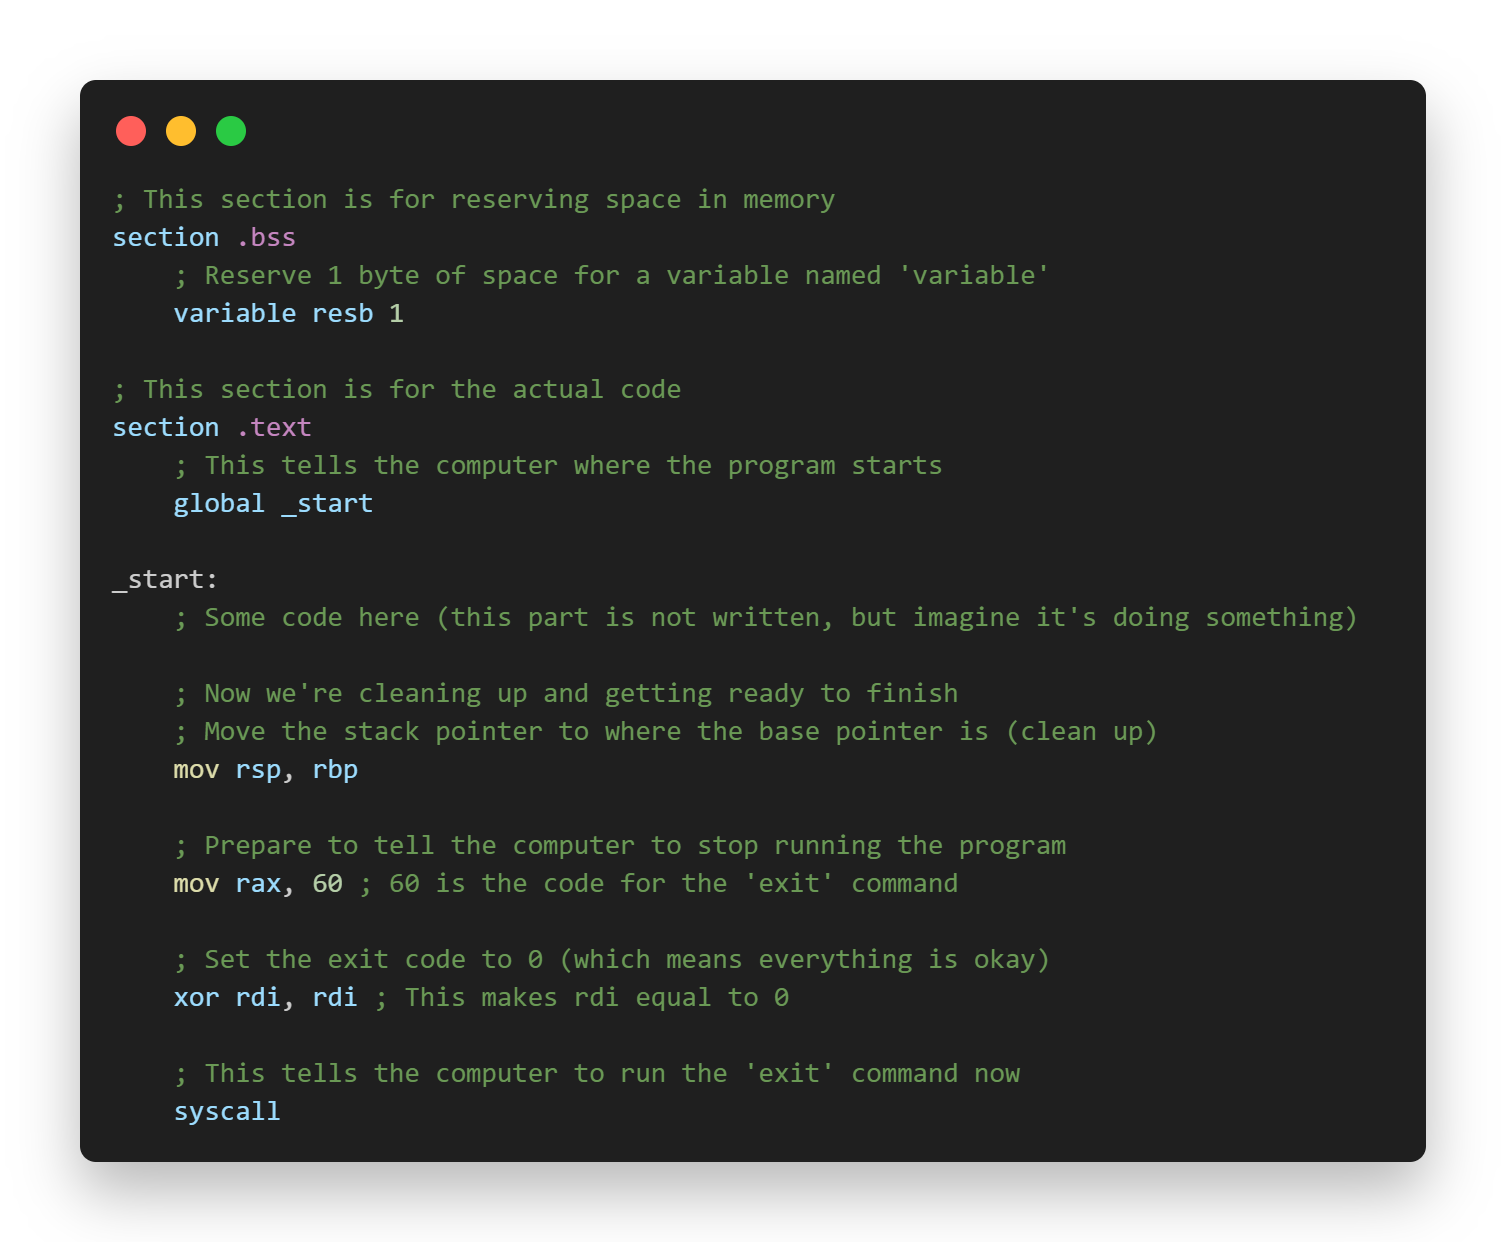 ; This section is for reserving space in memory
section .bss
    ; Reserve 1 byte of space for a variable named 'variable'
    variable resb 1

; This section is for the actual code
section .text
    ; This tells the computer where the program starts
    global _start

_start:
    ; Some code here (this part is not written, but imagine it's doing something)

    ; Now we're cleaning up and getting ready to finish
    ; Move the stack pointer to where the base pointer is (clean up)
    mov rsp, rbp

    ; Prepare to tell the computer to stop running the program
    mov rax, 60 ; 60 is the code for the 'exit' command

    ; Set the exit code to 0 (which means everything is okay)
    xor rdi, rdi ; This makes rdi equal to 0

    ; This tells the computer to run the 'exit' command now
    syscall